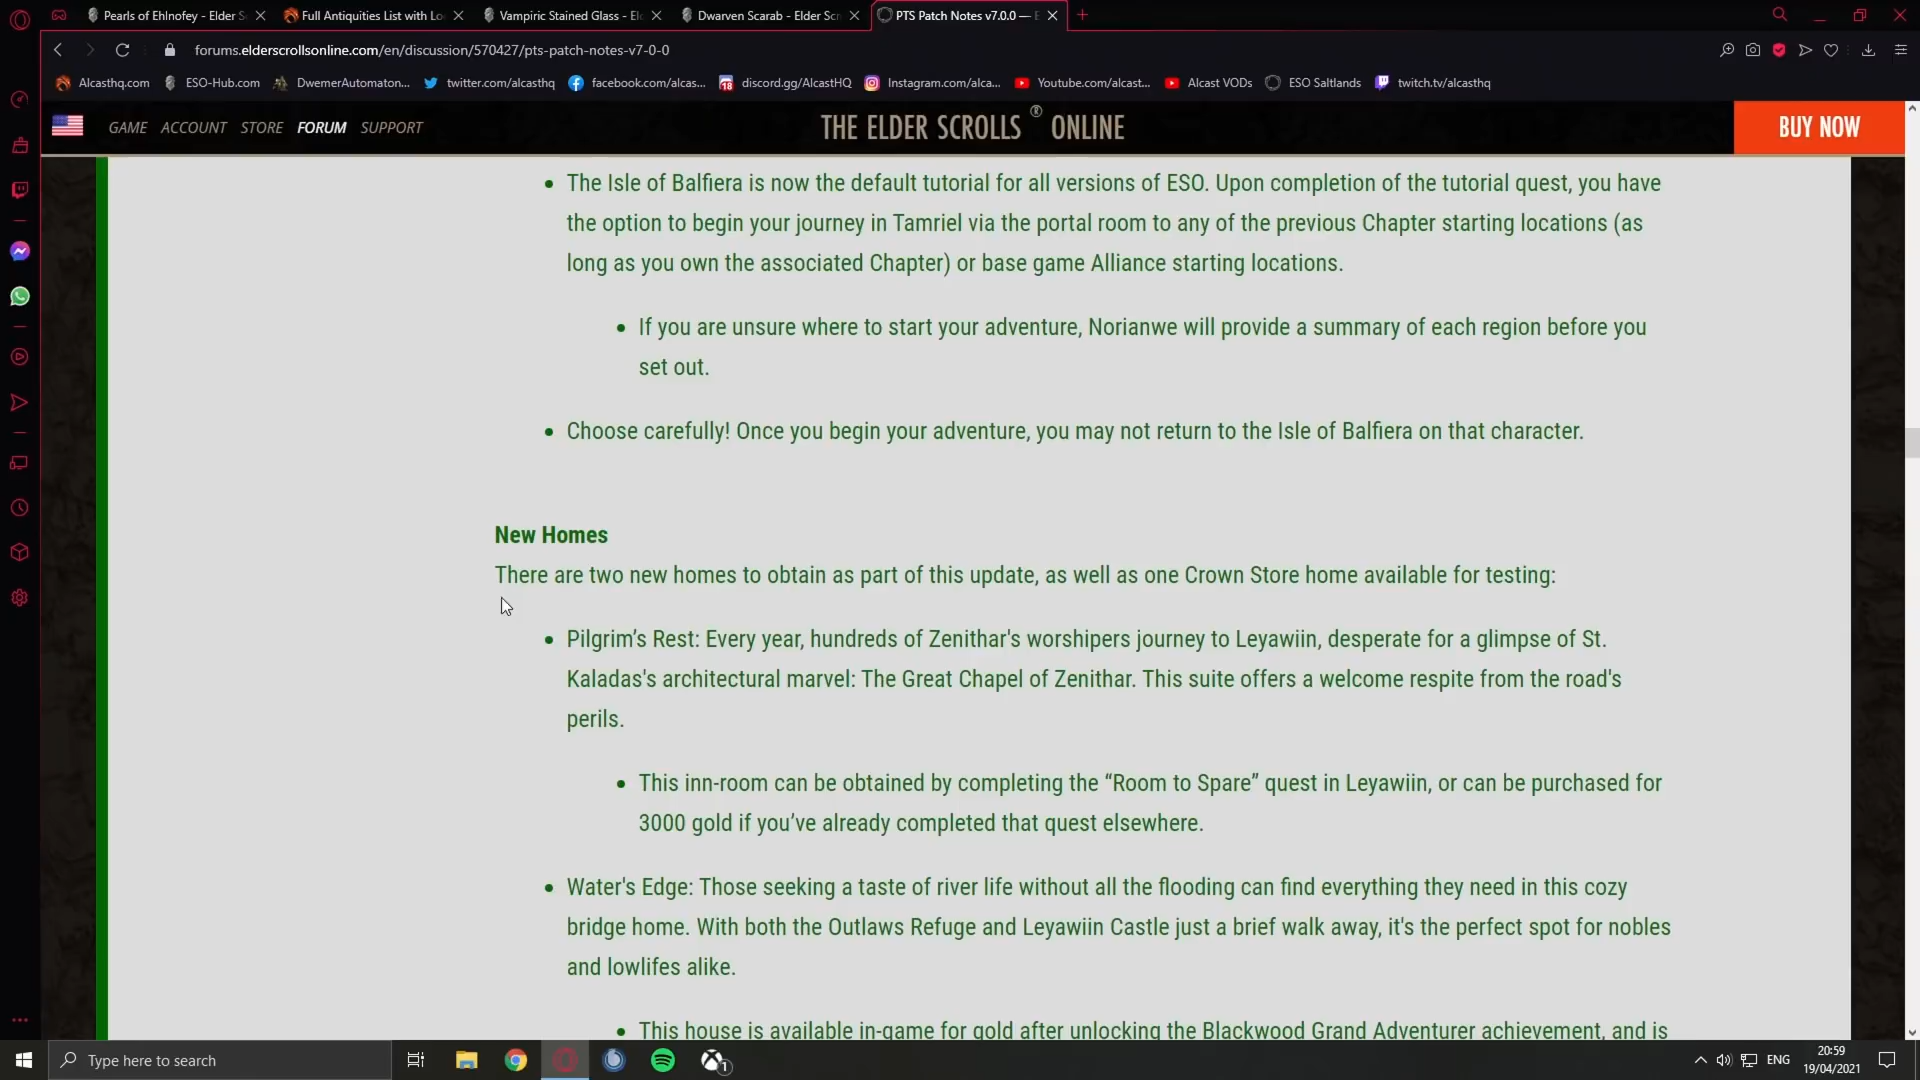 Pearls of Ehlnofey - Elder S
Full Antiquities List with Lo
Vampiric Stained Glass - El
Dwarven Scarab - Elder Scr
PTS Patch Notes v7.0.0 — E
forums.elderscrollsonline.com/en/discussion/570427/pts-patch-notes-v7-0-0
Alcasthq.com
ESO-Hub.com
DwemerAutomaton...
twitter.com/alcasthq
facebook.com/alcas...
18
discord.gg/AlcastHQ
Instagram.com/alca...
Youtube.com/alcast...
Alcast VODs
ESO Saltlands
twitch.tv/alcasthq
GAME ACCOUNT STORE FORUM SUPPORT
THE ELDER SCROLLS ® ONLINE
BUY NOW
• The Isle of Balfiera is now the default tutorial for all versions of ESO. Upon completion of the tutorial quest, you have
the option to begin your journey in Tamriel via the portal room to any of the previous Chapter starting locations (as
long as you own the associated Chapter) or base game Alliance starting locations.
• If you are unsure where to start your adventure, Norianwe will provide a summary of each region before you
set out.
• Choose carefully! Once you begin your adventure, you may not return to the Isle of Balfiera on that character.
New Homes
There are two new homes to obtain as part of this update, as well as one Crown Store home available for testing:
• Pilgrim’s Rest: Every year, hundreds of Zenithar's worshipers journey to Leyawiin, desperate for a glimpse of St.
Kaladas's architectural marvel: The Great Chapel of Zenithar. This suite offers a welcome respite from the road's
perils.
• This inn-room can be obtained by completing the “Room to Spare” quest in Leyawiin, or can be purchased for
3000 gold if you’ve already completed that quest elsewhere.
• Water's Edge: Those seeking a taste of river life without all the flooding can find everything they need in this cozy
bridge home. With both the Outlaws Refuge and Leyawiin Castle just a brief walk away, it's the perfect spot for nobles
and lowlifes alike.
• This house is available in-game for gold after unlocking the Blackwood Grand Adventurer achievement, and is
Type here to search
1
ENG
20:59
19/04/2021